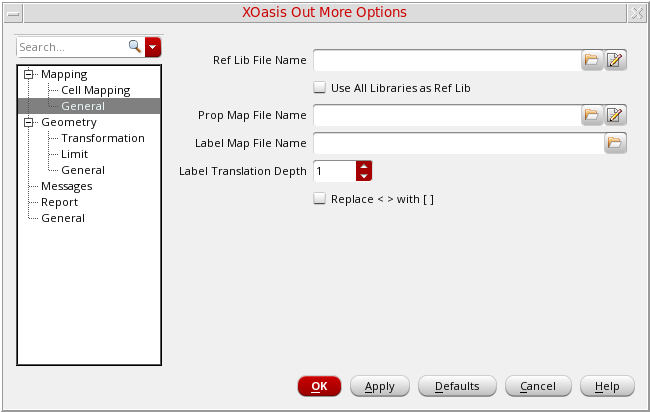 XOasis Out More Options
Search...
Mapping
Cell Mapping
General
Geometry
Transformation
Limit
General
Messages
Report
General
Ref Lib File Name
Use All Libraries as Ref Lib
Prop Map File Name
Label Map File Name
Label Translation Depth 1
Replace < > with [ ]
OK Apply Defaults Cancel Help